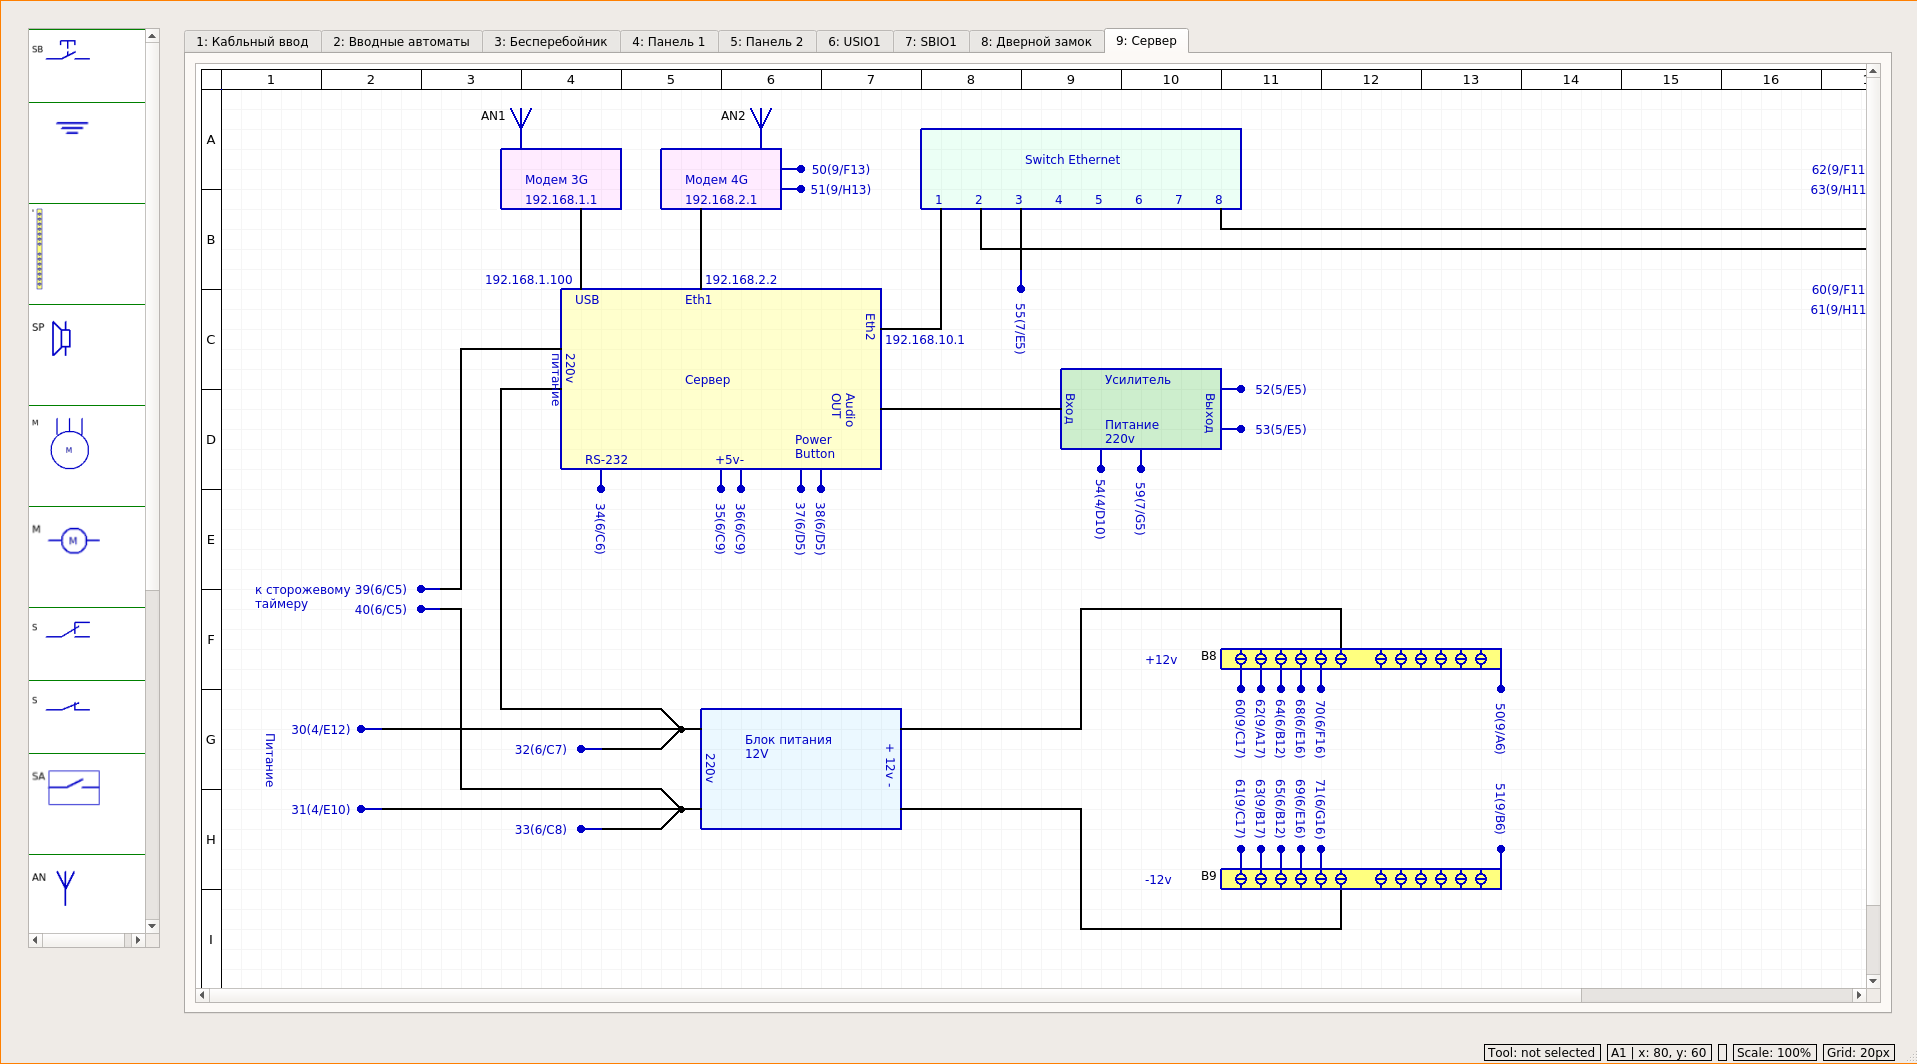 1: Кабльный ввод
2: Вводные автоматы
3: Бесперебойник
4: Панель 1
5: Панель 2
6: USIO1
7: SBIO1
8: Дверной замок
9: Сервер
SB
SP
M
M
M
M
S
S
SA
AN
1 2 3 4 5 6 7 8 9 10 11 12 13 14 15 16
A
B
C
D
E
F
G
H
I
AN1
AN2
Модем 3G
192.168.1.1
Модем 4G
192.168.2.1
50(9/F13)
51(9/H13)
Switch Ethernet
1 2 3 4 5 6 7 8
62(9/F11
63(9/H11
60(9/F11
61(9/H11
192.168.1.100
192.168.2.2
USB
Eth1
Eth2
192.168.10.1
55(7/E5)
220v
питание
Сервер
Audio
OUT
Power
Button
RS-232
+5v-
34(6/C6)
35(6/C9)
36(6/C9)
37(6/D5)
38(6/D5)
Усилитель
Вход
Выход
Питание
220v
52(5/E5)
53(5/E5)
54(4/D10)
59(7/G5)
к сторожевому
таймеру
39(6/C5)
40(6/C5)
Питание
30(4/E12)
31(4/E10)
32(6/C7)
33(6/C8)
Блок питания
12V
220v
+ 12v -
+12v
B8
60(9/C17)
62(9/A17)
64(6/B12)
68(6/E16)
70(6/F16)
50(9/A6)
61(9/C17)
63(9/B17)
65(6/B12)
69(6/E16)
71(6/G16)
51(9/B6)
-12v
B9
Tool: not selected
A1 | x: 80, y: 60
Scale: 100%
Grid: 20px